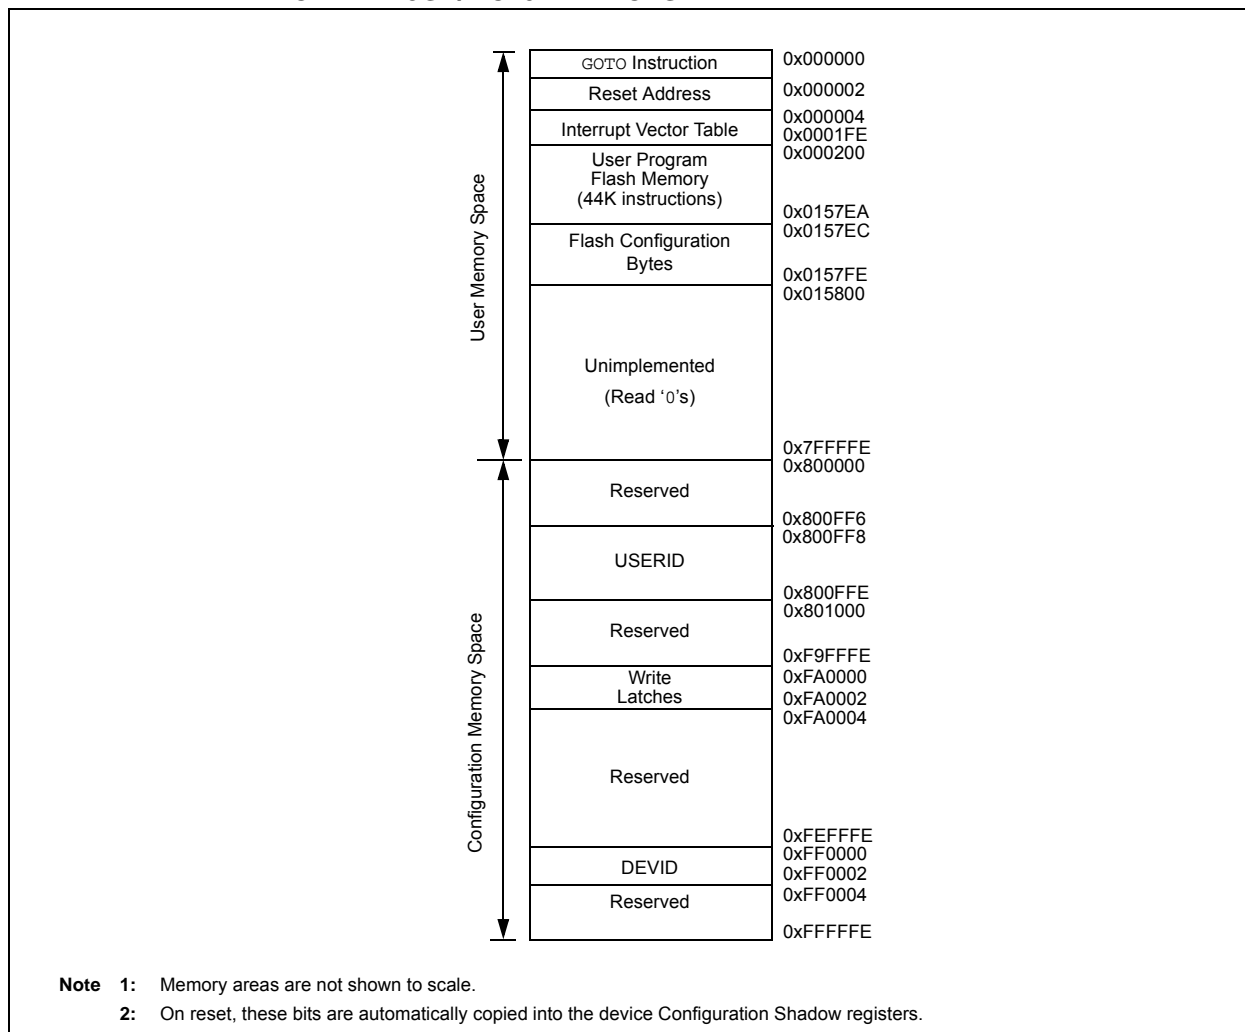 GOTO Instruction
0x000000
Reset Address
0x000002
Interrupt Vector Table
0x000004
0x0001FE
User Program
Flash Memory
(44K instructions)
0x000200
0x0157EA
Flash Configuration
Bytes
0x0157EC
0x0157FE
Unimplemented
(Read ‘0’s)
0x015800
0x7FFFFE
User Memory Space
Reserved
0x800000
0x800FF6
USERID
0x800FF8
0x800FFE
Reserved
0x801000
0xF9FFFE
Write
Latches
0xFA0000
0xFA0002
Reserved
0xFA0004
0xFEFFFE
DEVID
0xFF0000
0xFF0002
Reserved
0xFF0004
0xFFFFFE
Configuration Memory Space
Note 1: Memory areas are not shown to scale.
2: On reset, these bits are automatically copied into the device Configuration Shadow registers.